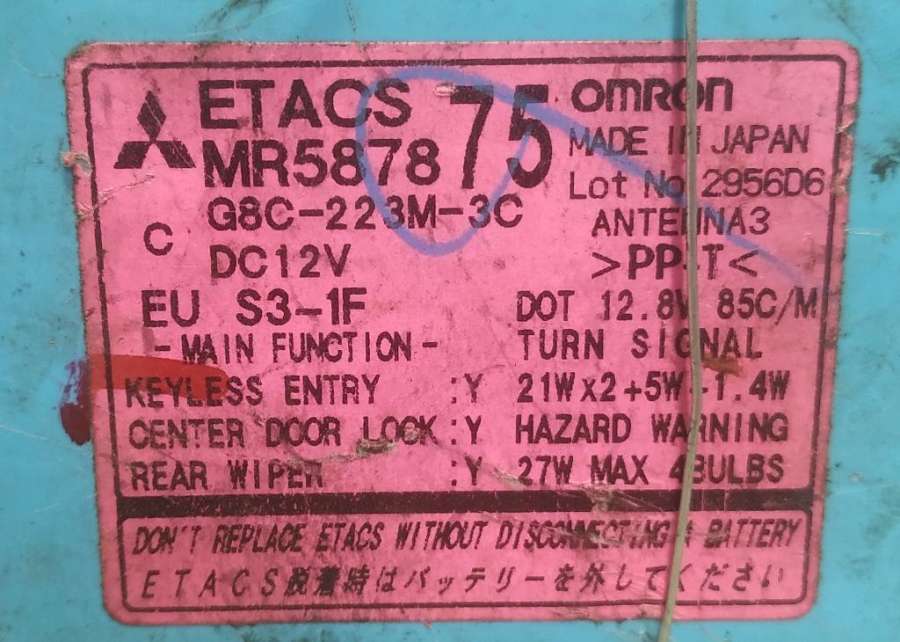 ETACS
MR587875
G8C-223M-3C
C
DC12V
EU S3-1F
omron
MADE IN JAPAN
Lot No 2956D6
ANTENNA3
>PP-T<
DOT 12.8V 85C/M
TURN SIGNAL
21W×2+5W-1.4W
HAZARD WARNING
27W MAX 4BULBS
-MAIN FUNCTION-
KEYLESS ENTRY :Y
CENTER DOOR LOCK:Y
REAR WIPER :Y
DON'T REPLACE ETACS WITHOUT DISCONNECTING A BATTERY
ETACS脱着時はバッテリーを外してください